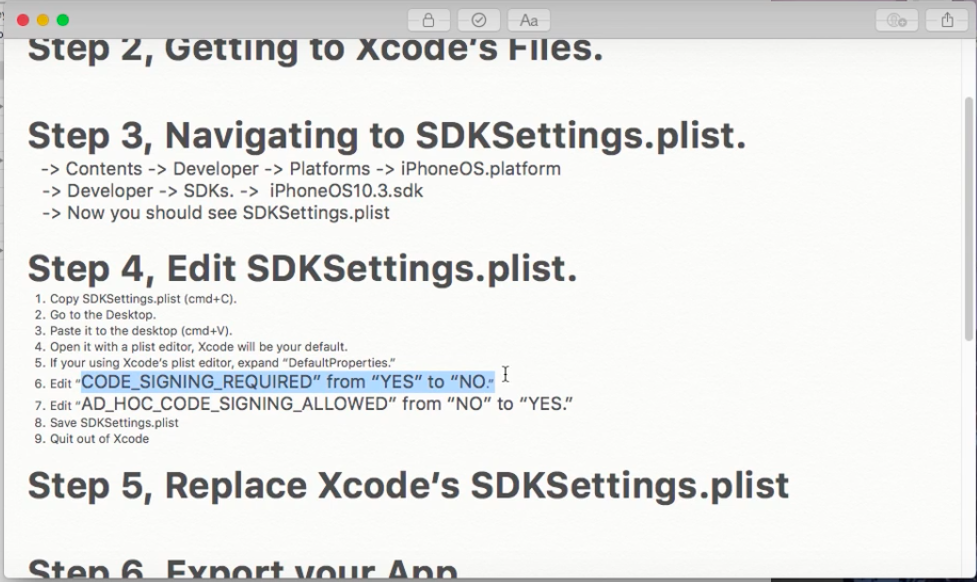 Aa
Step 2, Getting to Xcode's Files.
Step 3, Navigating to SDKSettings.plist.
-> Contents -> Developer -> Platforms -> iPhoneOS.platform
-> Developer -> SDKs. -> iPhoneOS10.3.sdk
-> Now you should see SDKSettings.plist
Step 4, Edit SDKSettings.plist.
1. Copy SDKSettings.plist (cmd+C).
2. Go to the Desktop.
3. Paste it to the desktop (cmd+V).
4. Open it with a plist editor, Xcode will be your default.
5. If your using Xcode's plist editor, expand “DefaultProperties.”
6. Edit “CODE_SIGNING_REQUIRED” from “YES” to “NO.”
7. Edit “AD_HOC_CODE_SIGNING_ALLOWED” from “NO” to “YES.”
8. Save SDKSettings.plist
9. Quit out of Xcode
Step 5, Replace Xcode's SDKSettings.plist
Step 6, Export your App